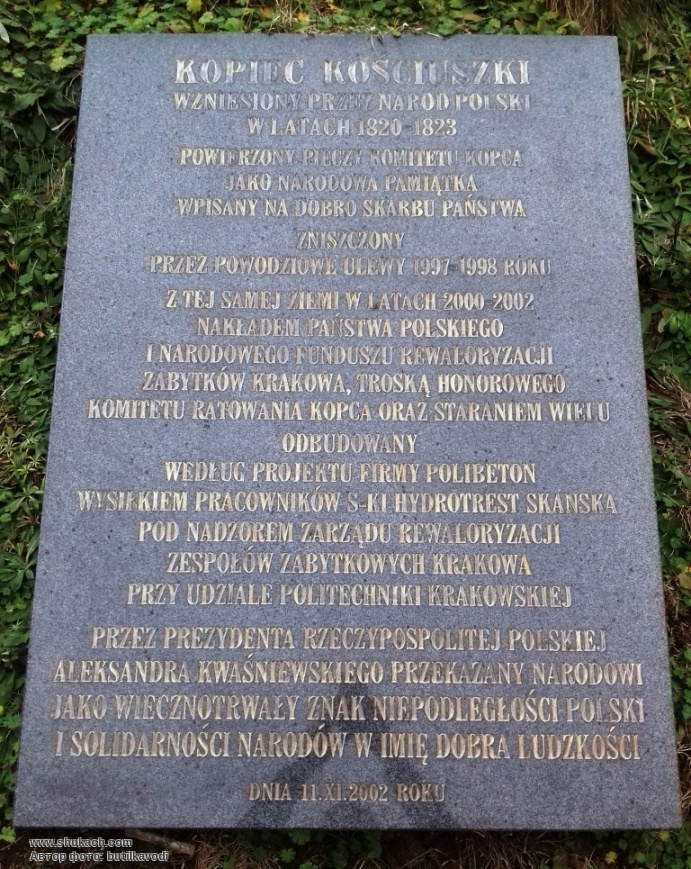 KOPIEC KOŚCIUSZKI
WZNIESIONY PRZEZ NARÓD POLSKI
W LATACH 1820-1823
POWIERZONY PIECZY KOMITETU KOPCA
JAKO NARODOWA PAMIĄTKA
WPISANY NA DOBRO SKARBU PAŃSTWA
ZNISZCZONY
PRZEZ POWODZIOWE ULEWY 1997-1998 ROKU
Z TEJ SAMEJ ZIEMI W LATACH 2000-2002
NAKŁADEM PAŃSTWA POLSKIEGO
I NARODOWEGO FUNDUSZU REWALORYZACJI
ZABYTKÓW KRAKOWA, TROSKĄ HONOROWEGO
KOMITETU RATOWANIA KOPCA ORAZ STARANIEM WIELU
ODBUDOWANY
WEDŁUG PROJEKTU FIRMY POLIBETON
WYSIŁKIEM PRACOWNIKÓW S-KI HYDROTREST SKANSKA
POD NADZOREM ZARZĄDU REWALORYZACJI
ZESPOŁÓW ZABYTKOWYCH KRAKOWA
PRZY UDZIALE POLITECHNIKI KRAKOWSKIEJ
PRZEZ PREZYDENTA RZECZYPOSPOLITEJ POLSKIEJ
ALEKSANDRA KWAŚNIEWSKIEGO PRZEKAZANY NARODOWI
JAKO WIECZNOTRWAŁY ZNAK NIEPODLEGŁOŚCI POLSKI
I SOLIDARNOŚCI NARODÓW W IMIĘ DOBRA LUDZKOŚCI
DNIA 11.XI.2002 ROKU
www.shukach.com
Автор фото: butfilkavodi